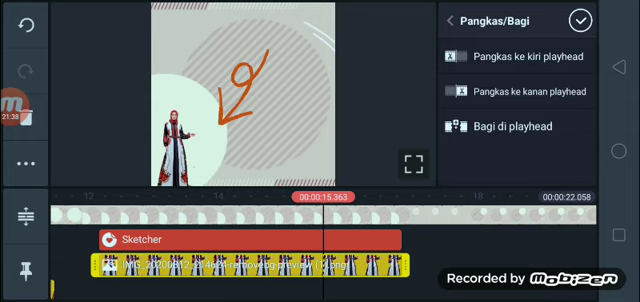 Pangkas/Bagi
Pangkas ke kiri playhead
Pangkas ke kanan playhead
Bagi di playhead
21:38
12
14
00:00:15.363
18
00:00:22.058
Sketcher
Recorded by mobizen